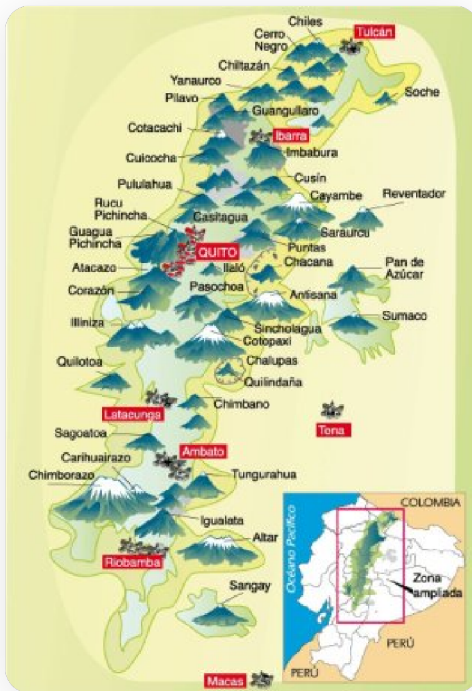 Chiles
Tulcán
Cerro
Negro
Chiltazán
Yanaurco
Soche
Pilavo
Guangullaro
Cotacachi
Ibarra
Imbabura
Cuicocha
Cusín
Pululahua
Cayambe
Reventador
Rucu
Pichincha
Casitagua
Saraurcu
Guagua
Pichincha
QUITO
Puntas
Ilaló
Chacana
Pan de
Azúcar
Atacazo
Pasochoa
Antisana
Corazón
Sumaco
Illiniza
Sincholagua
Cotopaxi
Chalupas
Quilotoa
Quilindaña
Chimbano
Latacunga
Tena
Sagoatoa
Ambato
Carihuairazo
Tungurahua
Chimborazo
Igualata
Altar
Riobamba
Sangay
Macas
COLOMBIA
Océano Pacífico
Zona
ampliada
PERÚ
PERÚ